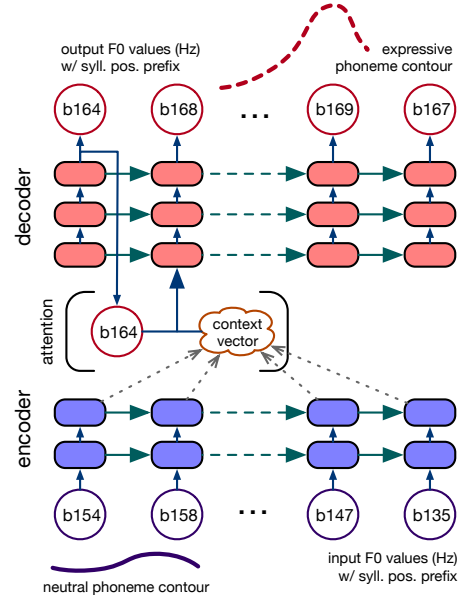 output F0 values (Hz)
w/ syll. pos. prefix
expressive
phoneme contour
b164
b168
...
b169
b167
decoder
attention
b164
context
vector
encoder
b154
b158
...
b147
b135
neutral phoneme contour
input F0 values (Hz)
w/ syll. pos. prefix